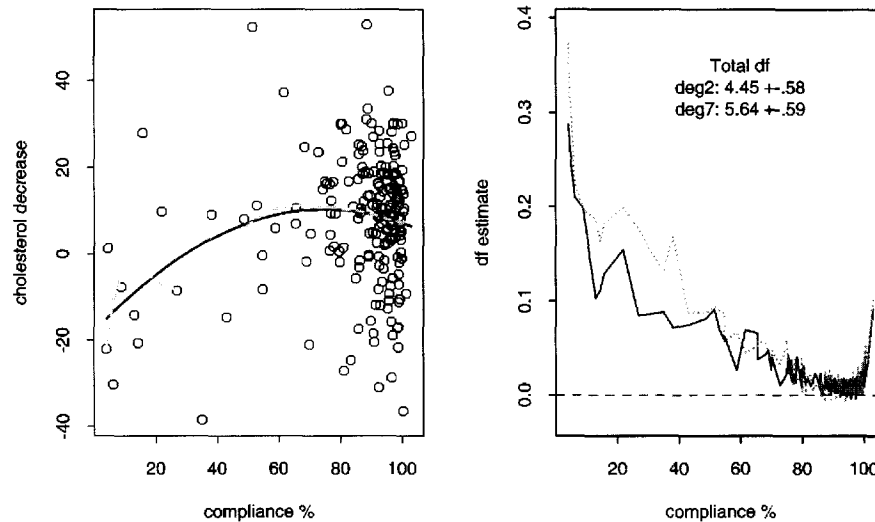 cholesterol decrease
40
20
0
-20
-40
20
40
60
80
100
compliance %
df estimate
0.4
0.3
0.2
0.1
0.0
Total df
deg2: 4.45 +-.58
deg7: 5.64 +-.59
20
40
60
80
100
compliance %